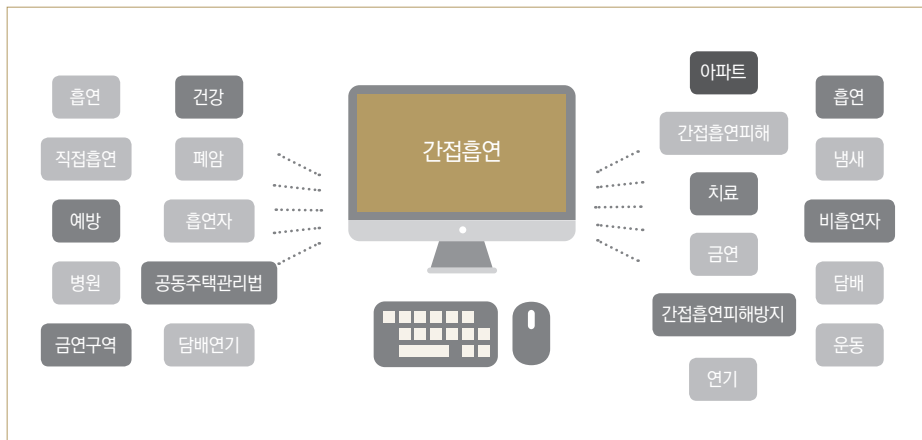 흡연
직접흡연
예방
병원
금연구역
건강
폐암
흡연자
공동주택관리법
담배연기
간접흡연
아파트
간접흡연피해
치료
금연
간접흡연피해방지
연기
흡연
냄새
비흡연자
담배
운동